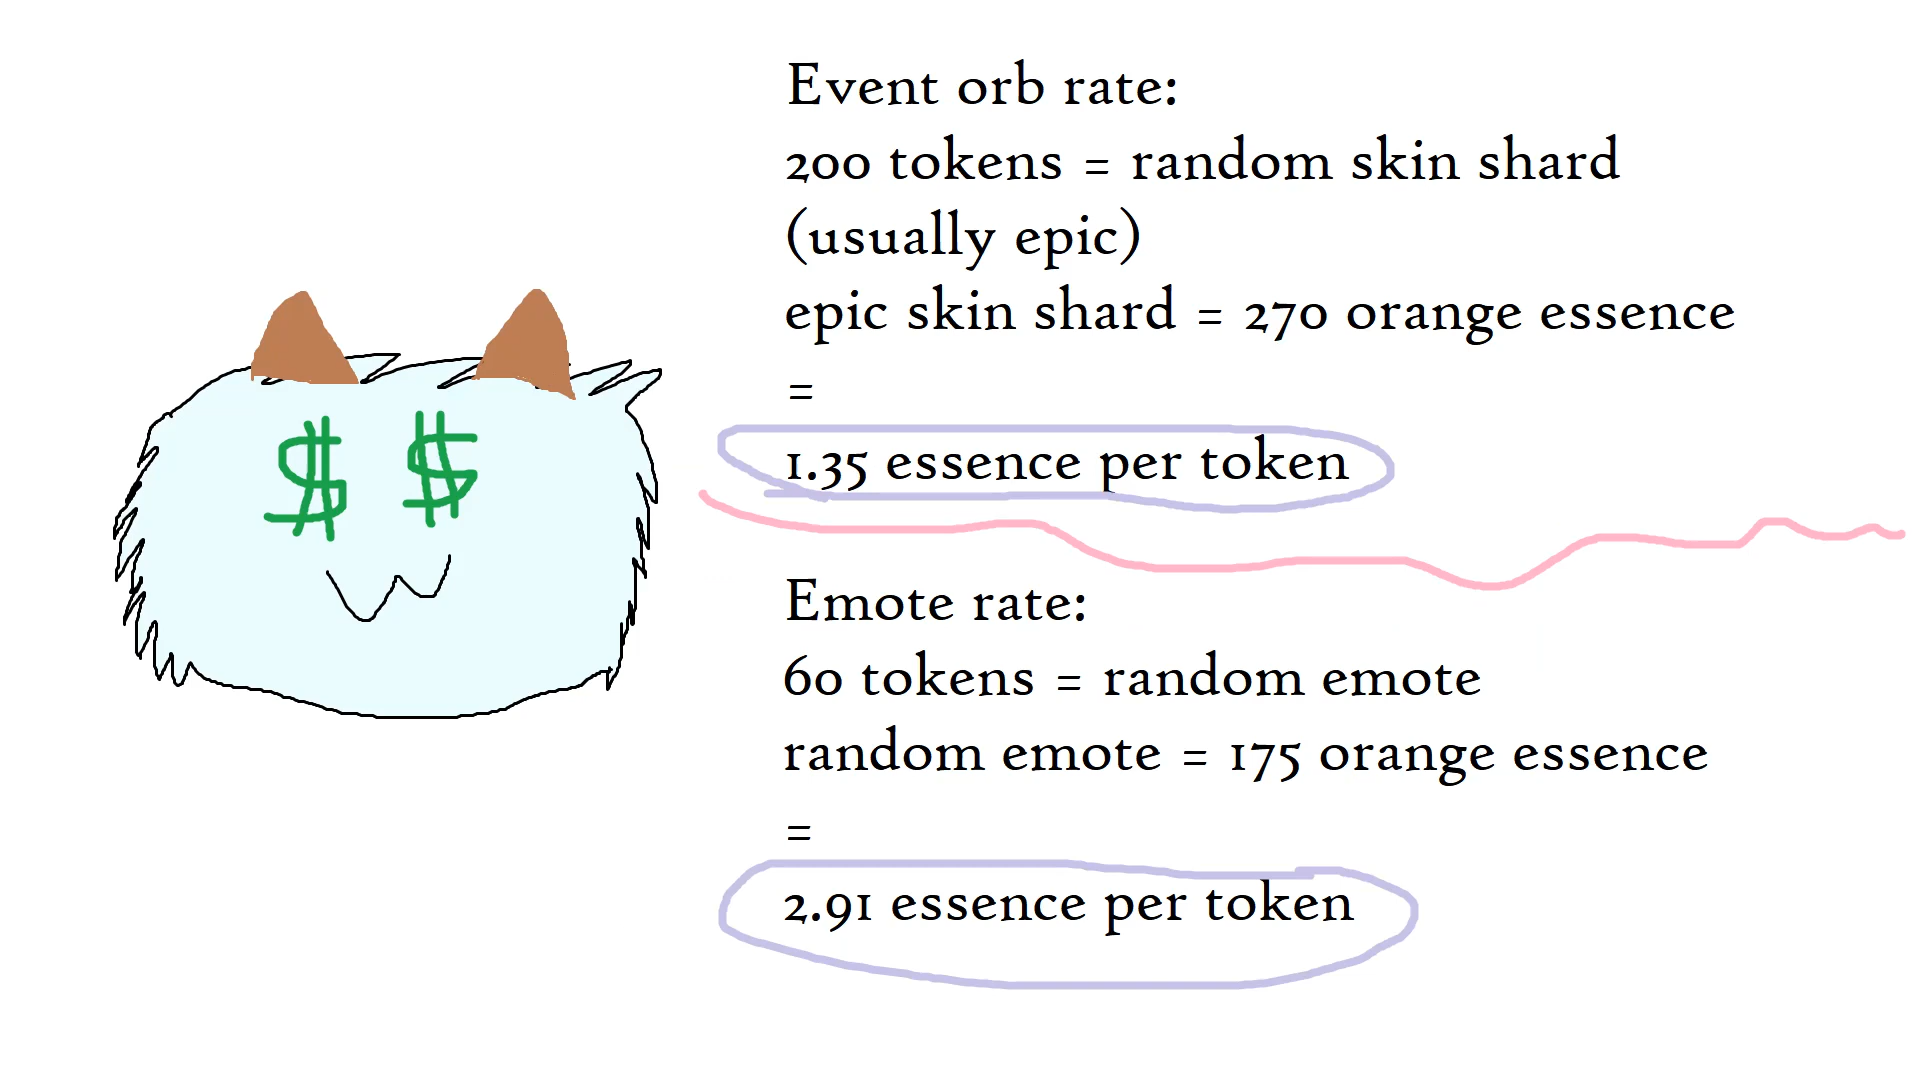 Event orb rate:
200 tokens = random skin shard
(usually epic)
epic skin shard = 270 orange essence
=
1.35 essence per token
Emote rate:
60 tokens = random emote
random emote = 175 orange essence
=
2.91 essence per token
$ $